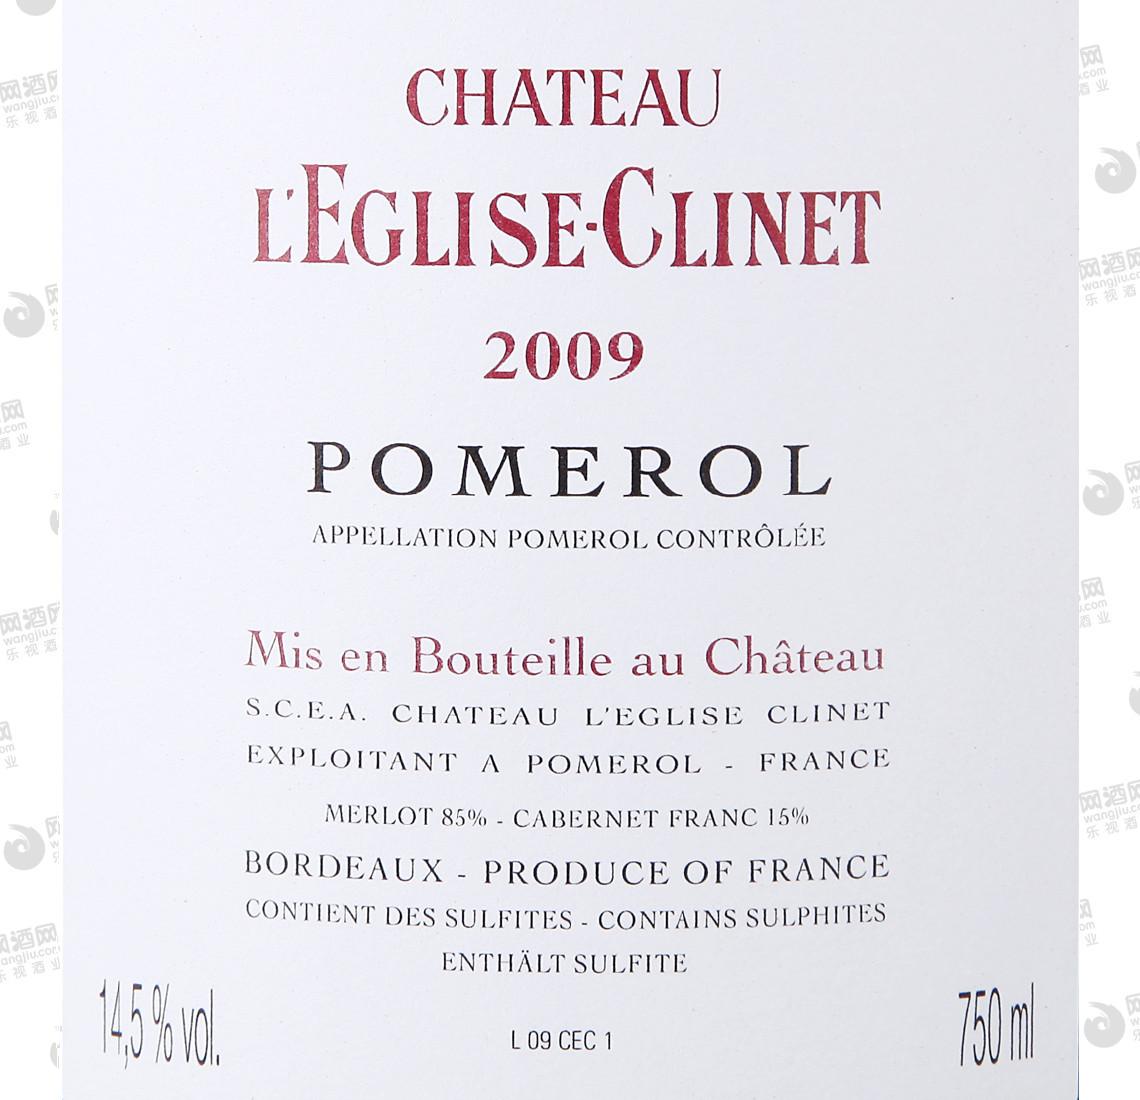 CHATEAU
L'EGLISE-CLINET
2009
POMEROL
APPELLATION POMEROL CONTRÔLÉE
Mis en Bouteille au Château
S.C.E.A. CHATEAU L'EGLISE CLINET
EXPLOITANT A POMEROL - FRANCE
MERLOT 85% - CABERNET FRANC 15%
BORDEAUX - PRODUCE OF FRANCE
CONTIENT DES SULFITES - CONTAINS SULPHITES
ENTHÄLT SULFITE
14,5 % vol.
L 09 CEC 1
750 ml